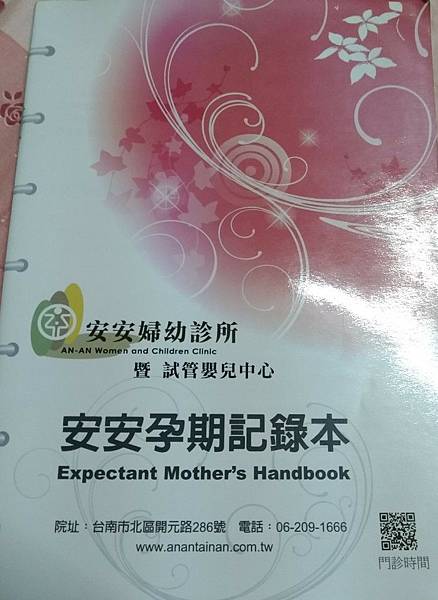 安安婦幼診所
AN-AN Women and Children Clinic
暨 試管嬰兒中心
安安孕期記錄本
Expectant Mother's Handbook
院址：台南市北區開元路286號 電話：06-209-1666
www.anantainan.com.tw
門診時間